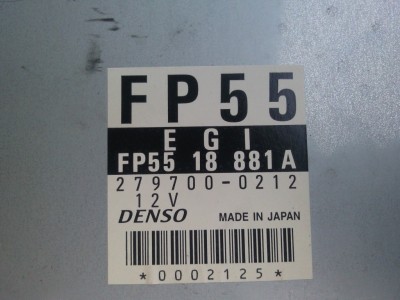 FP55
EGI
FP55 18 881A
279700-0212
12V
DENSO MADE IN JAPAN
*0002125*